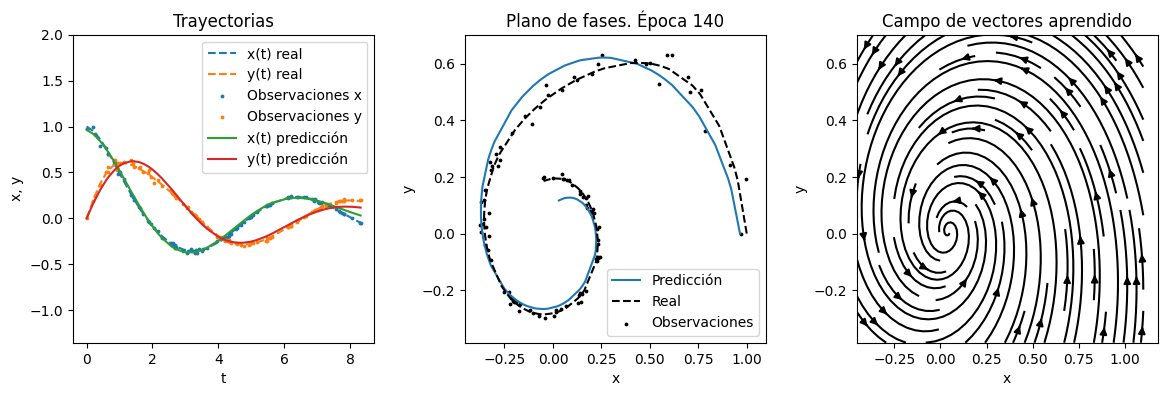 Trayectorias
2.0
1.5
1.0
0.5
0.0
−0.5
−1.0
x, y
0
2
4
6
8
t
x(t) real
y(t) real
Observaciones x
Observaciones y
x(t) predicción
y(t) predicción
Plano de fases. Época 140
0.6
0.4
0.2
0.0
−0.2
y
−0.25
0.00
0.25
0.50
0.75
1.00
x
Predicción
Real
Observaciones
Campo de vectores aprendido
0.6
0.4
0.2
0.0
−0.2
y
−0.25
0.00
0.25
0.50
0.75
1.00
x